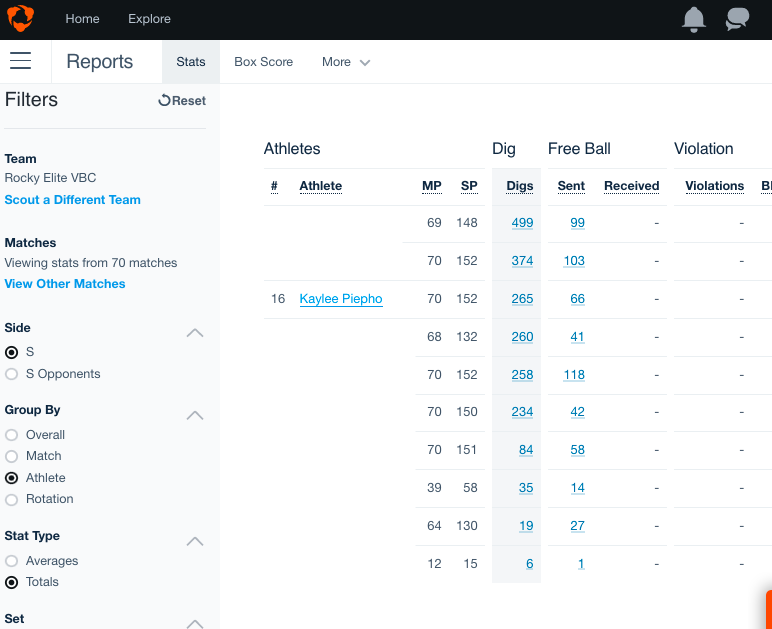 Home Explore
Reports Stats Box Score More
Filters Reset
Team
Rocky Elite VBC
Scout a Different Team
Matches
Viewing stats from 70 matches
View Other Matches
Side
S
S Opponents
Group By
Overall
Match
Athlete
Rotation
Stat Type
Averages
Totals
Set
Athletes Dig Free Ball Violation
# Athlete MP SP Digs Sent Received Violations Bl
69 148 499 99 - -
70 152 374 103 - -
16 Kaylee Piepho 70 152 265 66 - -
68 132 260 41 - -
70 152 258 118 - -
70 150 234 42 - -
70 151 84 58 - -
39 58 35 14 - -
64 130 19 27 - -
12 15 6 1 - -